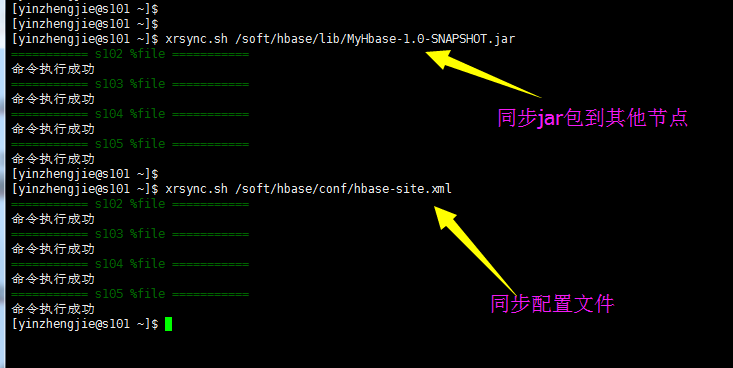 [yinzhengjie@s101 ~]$
[yinzhengjie@s101 ~]$
[yinzhengjie@s101 ~]$ xrsync.sh /soft/hbase/lib/MyHbase-1.0-SNAPSHOT.jar
=========== s102 %file ===========
命令执行成功
=========== s103 %file ===========
命令执行成功
=========== s104 %file ===========
命令执行成功
=========== s105 %file ===========
命令执行成功
同步jar包到其他节点
[yinzhengjie@s101 ~]$
[yinzhengjie@s101 ~]$ xrsync.sh /soft/hbase/conf/hbase-site.xml
=========== s102 %file ===========
命令执行成功
=========== s103 %file ===========
命令执行成功
=========== s104 %file ===========
命令执行成功
=========== s105 %file ===========
命令执行成功
同步配置文件
[yinzhengjie@s101 ~]$